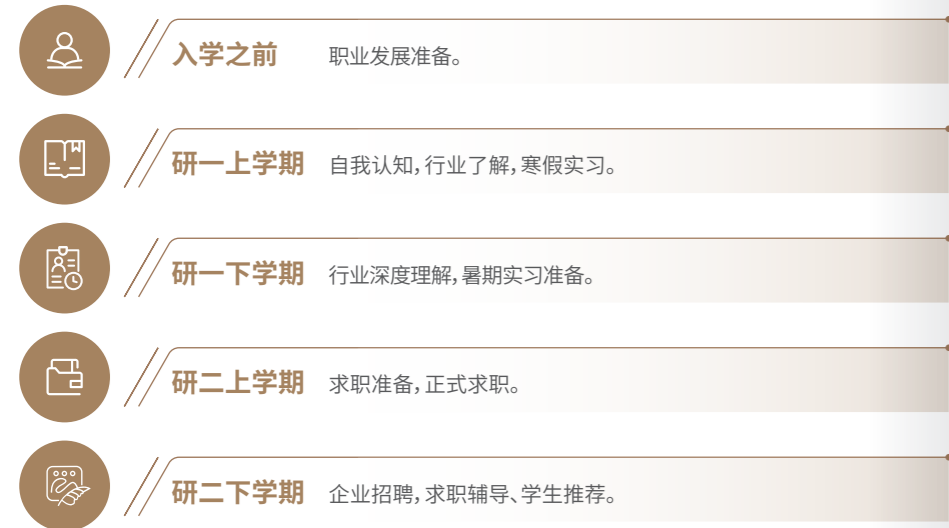 入学之前 职业发展准备。
研一上学期 自我认知,行业了解,寒假实习。
研一下学期 行业深度理解,暑期实习准备。
研二上学期 求职准备,正式求职。
研二下学期 企业招聘,求职辅导、学生推荐。